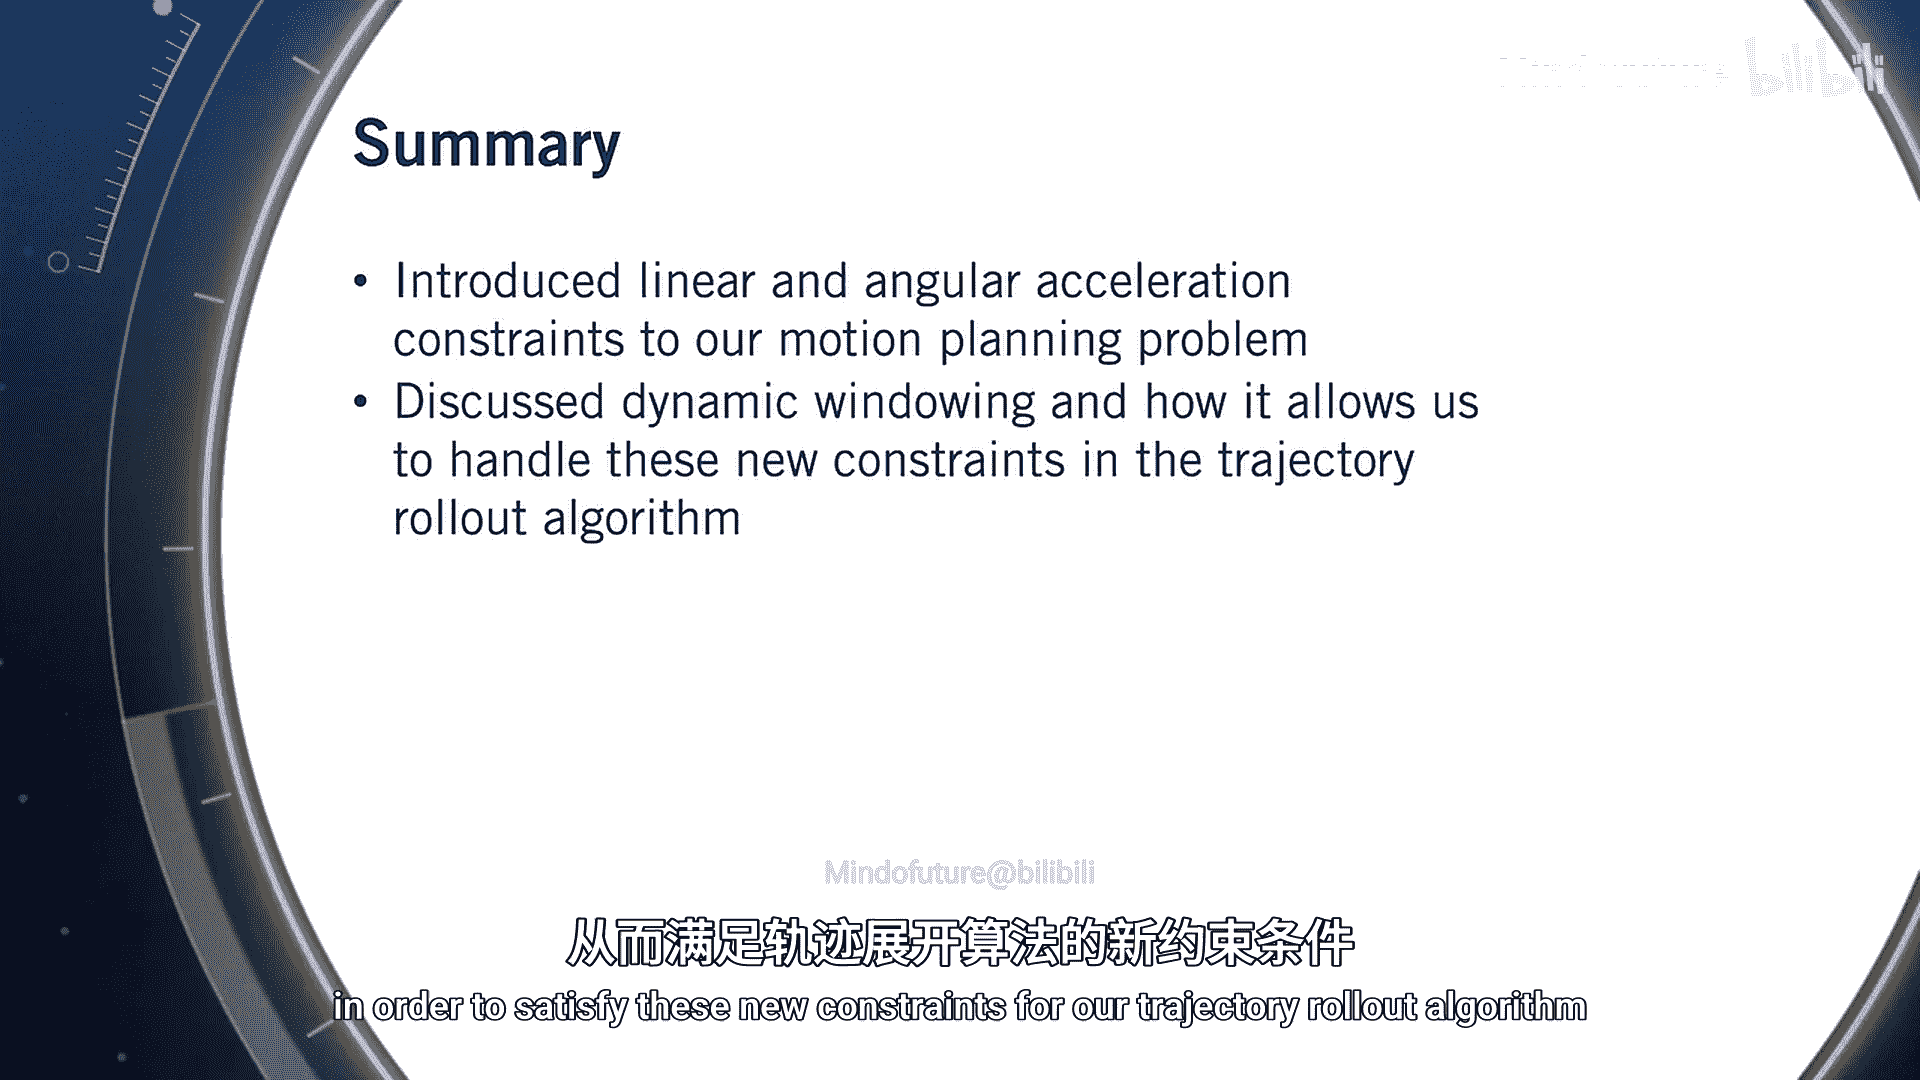 bilibili
Summary
• Introduced linear and angular acceleration
constraints to our motion planning problem
• Discussed dynamic windowing and how it allows us
to handle these new constraints in the trajectory
rollout algorithm
Mindofuture@bilibili
从而满足轨迹展开算法的新约束条件
in order to satisfy these new constraints for our trajectory rollout algorithm